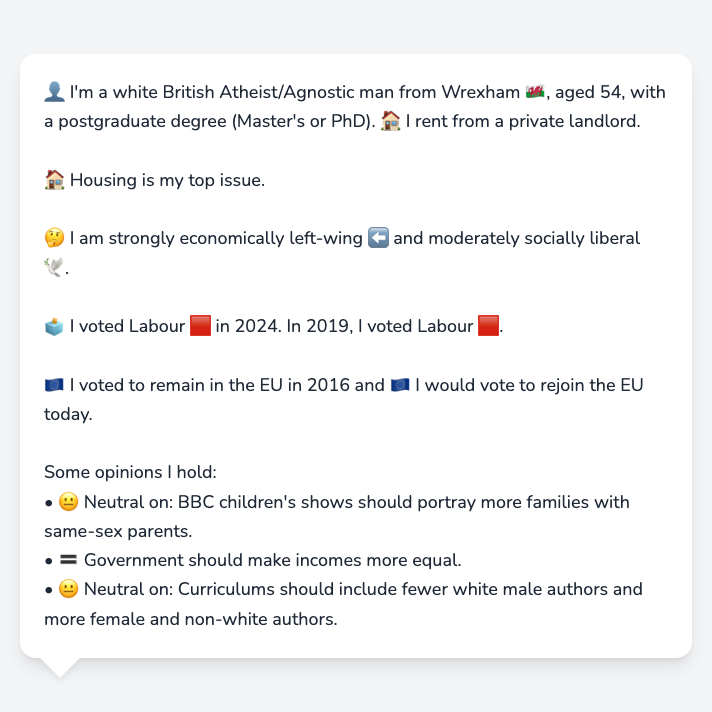 👤 I'm a white British Atheist/Agnostic man from Wrexham 🏴󠁧󠁢󠁷󠁬󠁳󠁿, aged 54, with
a postgraduate degree (Master's or PhD). 🏠 I rent from a private landlord.
🏠 Housing is my top issue.
🤔 I am strongly economically left-wing ⬅️ and moderately socially liberal
🕊️.
🗳️ I voted Labour 🟥 in 2024. In 2019, I voted Labour 🟥.
🇪🇺 I voted to remain in the EU in 2016 and 🇪🇺 I would vote to rejoin the EU
today.
Some opinions I hold:
• 😐 Neutral on: BBC children's shows should portray more families with
same-sex parents.
• 🟰 Government should make incomes more equal.
• 😐 Neutral on: Curriculums should include fewer white male authors and
more female and non-white authors.